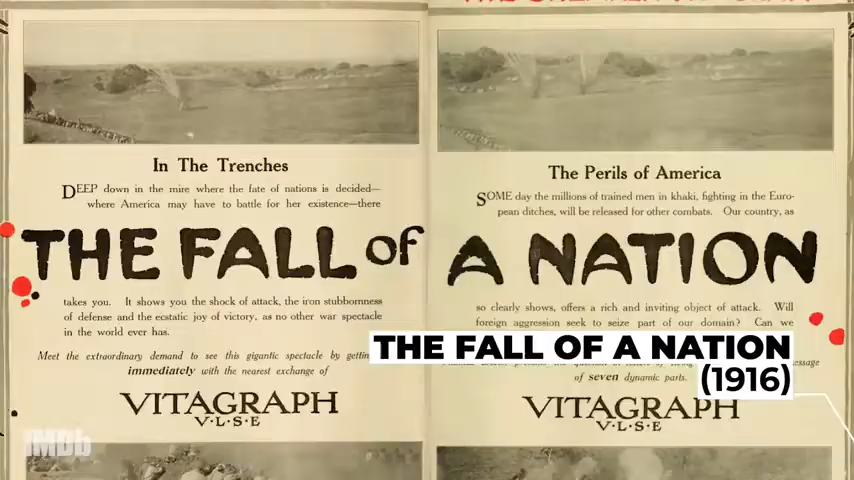 In The Trenches
DEEP down in the mire where the fate of nations is decided—
where America may have to battle for her existence—there
THE FALL of
takes you. It shows you the shock of attack, the iron stubbornness
of defense and the ecstatic joy of victory, as no other war spectacle
in the world ever has.
Meet the extraordinary demand to see this gigantic spectacle by getting
immediately with the nearest exchange of
VITAGRAPH
V·L·S·E
The Perils of America
SOME day the millions of trained men in khaki, fighting in the Euro-
pean ditches, will be released for other combats. Our country, as
A NATION
so clearly shows, offers a rich and inviting object of attack. Will
foreign aggression seek to seize part of our domain? Can we
of seven dynamic parts.
VITAGRAPH
V·L·S·E
THE FALL OF A NATION
(1916)
IMDb